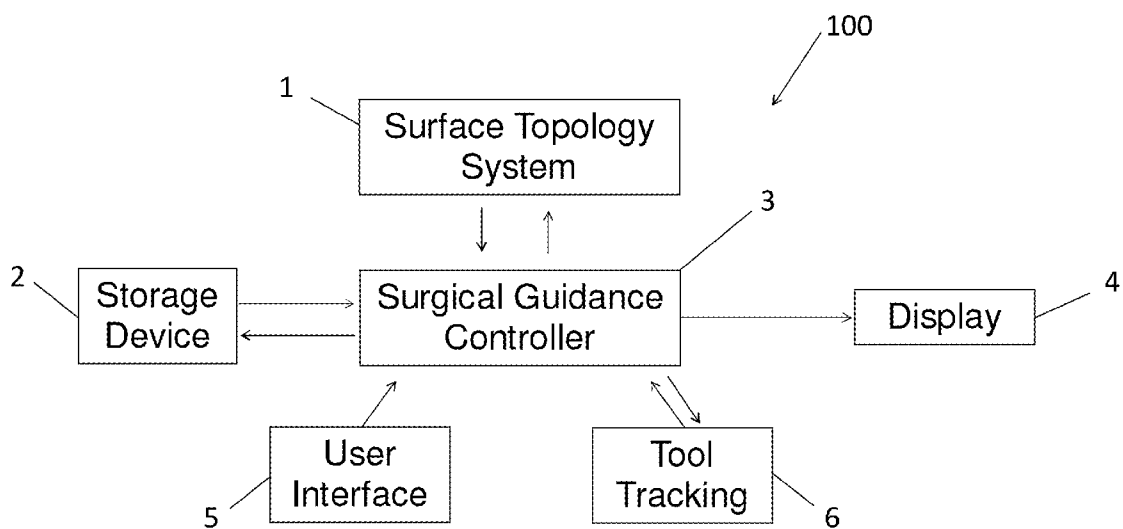 100
1
Surface Topology
System
3
2
Storage
Device
Surgical Guidance
Controller
4
Display
User
Interface
5
Tool
Tracking
6